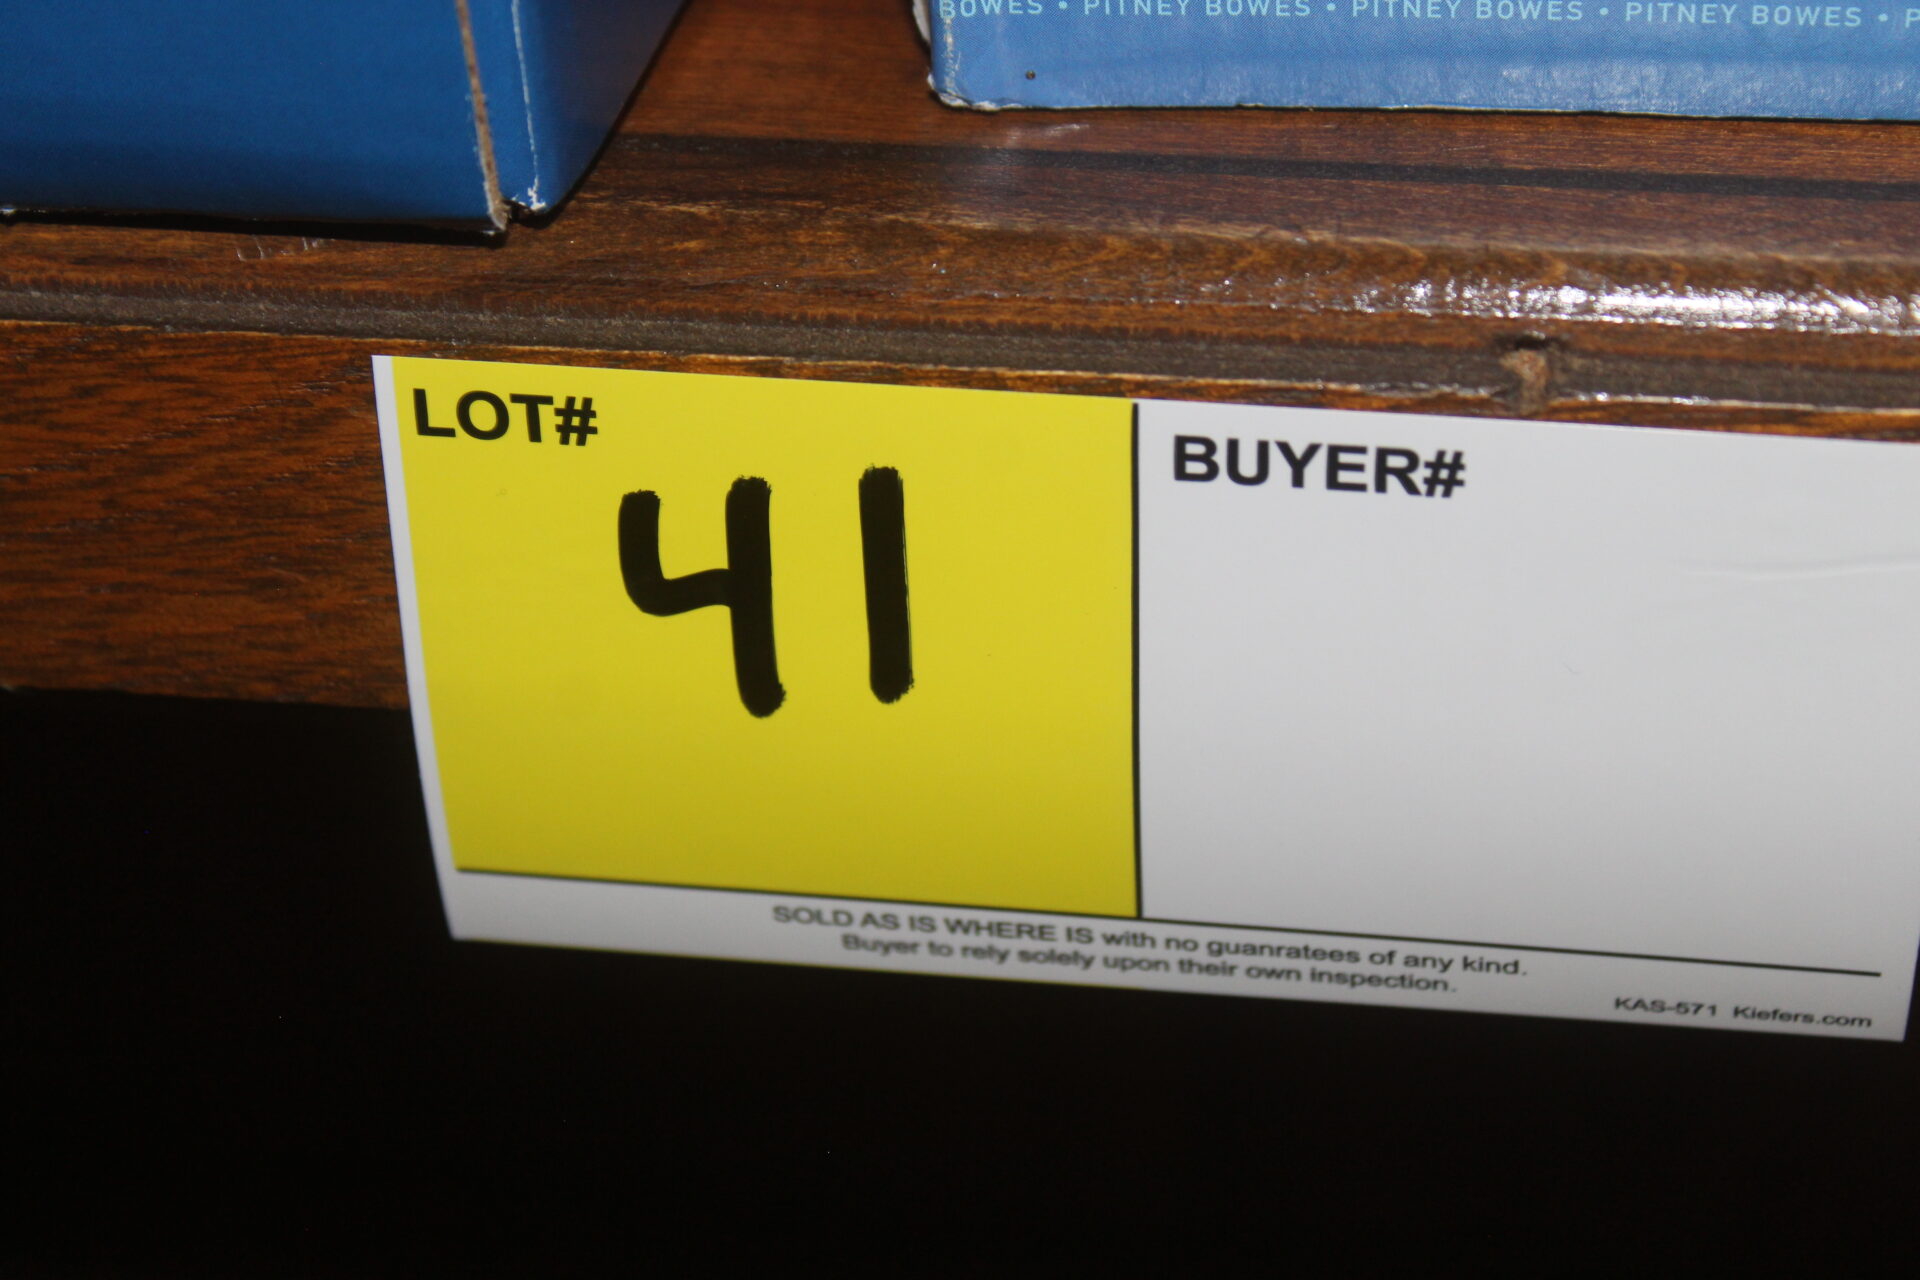 BOWES • PITNEY BOWES • PITNEY BOWES • PITNEY BOWES • P
LOT#
41
BUYER#
SOLD AS IS WHERE IS with no guanratees of any kind.
Buyer to rely solely upon their own inspection.
KAS-571 Kiefers.com